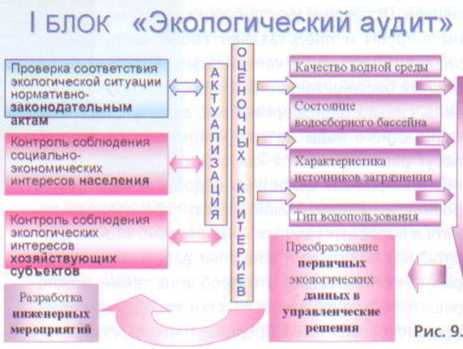 I БЛОК «Экологический аудит»
Проверка соответствия
экологической ситуации
нормативно-
законодательным
актам
Контроль соблюдения
социально-
экономических
интересов населения
Контроль соблюдения
экологических
интересов
хозяйствующих
субъектов
Разработка
инженерных
мероприятий
АКТУАЛИЗАЦИЯ
ОЦЕНОЧНЫХ КРИТЕРИЕВ
Качество водной среды
Состояние
водосборного бассейна
Характеристика
источников загрязнения
Тип водопользования
Преобразование
первичных
экологических
данных в
управленческие
решения
Рис. 9.